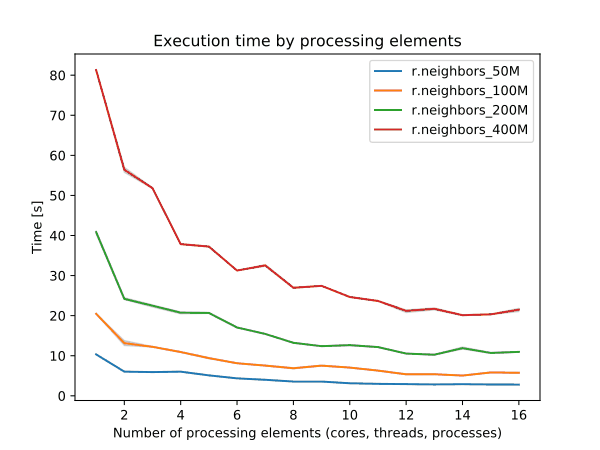 Execution time by processing elements
r.neighbors_50M
r.neighbors_100M
r.neighbors_200M
r.neighbors_400M
Time [s]
80
70
60
50
40
30
20
10
0
2 4 6 8 10 12 14 16
Number of processing elements (cores, threads, processes)